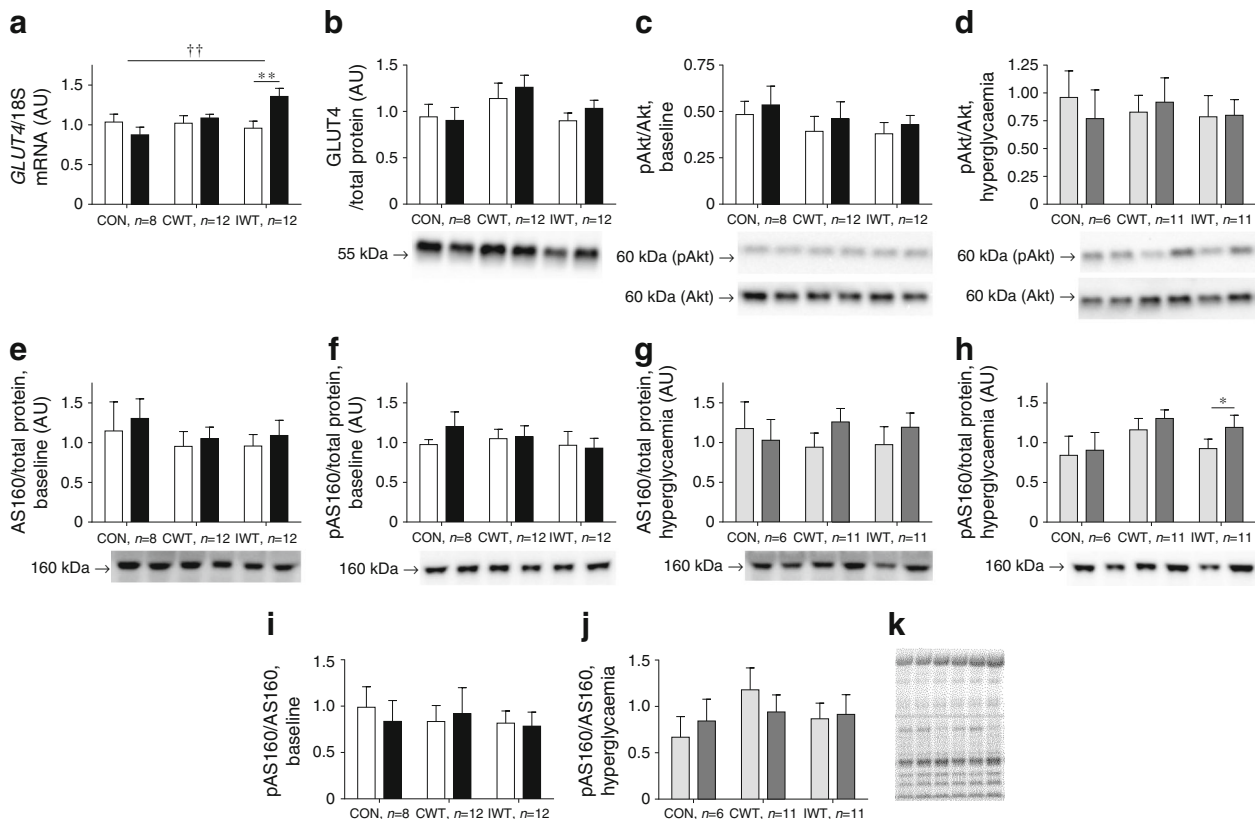 a
††
**
GLUT4/18S
mRNA (AU)
1.5
1.0
0.5
0
CON, n=8 CWT, n=12 IWT, n=12
b
GLUT4
/total protein (AU)
1.5
1.0
0.5
0
CON, n=8 CWT, n=12 IWT, n=12
55 kDa →
c
pAkt/Akt,
baseline
0.75
0.50
0.25
0
CON, n=8 CWT, n=12 IWT, n=12
60 kDa (pAkt) →
60 kDa (Akt) →
d
pAkt/Akt,
hyperglycaemia
1.25
1.00
0.75
0.50
0.25
0
CON, n=6 CWT, n=11 IWT, n=11
60 kDa (pAkt) →
60 kDa (Akt) →
e
AS160/total protein,
baseline (AU)
1.5
1.0
0.5
0
CON, n=8 CWT, n=12 IWT, n=12
160 kDa →
f
pAS160/total protein,
baseline (AU)
1.5
1.0
0.5
0
CON, n=8 CWT, n=12 IWT, n=12
160 kDa →
g
AS160/total protein,
hyperglycaemia (AU)
1.5
1.0
0.5
0
CON, n=6 CWT, n=11 IWT, n=11
160 kDa →
h
*
pAS160/total protein,
hyperglycaemia (AU)
1.5
1.0
0.5
0
CON, n=6 CWT, n=11 IWT, n=11
160 kDa →
i
pAS160/AS160,
baseline
1.5
1.0
0.5
0
CON, n=8 CWT, n=12 IWT, n=12
j
pAS160/AS160,
hyperglycaemia
1.5
1.0
0.5
0
CON, n=6 CWT, n=11 IWT, n=11
k